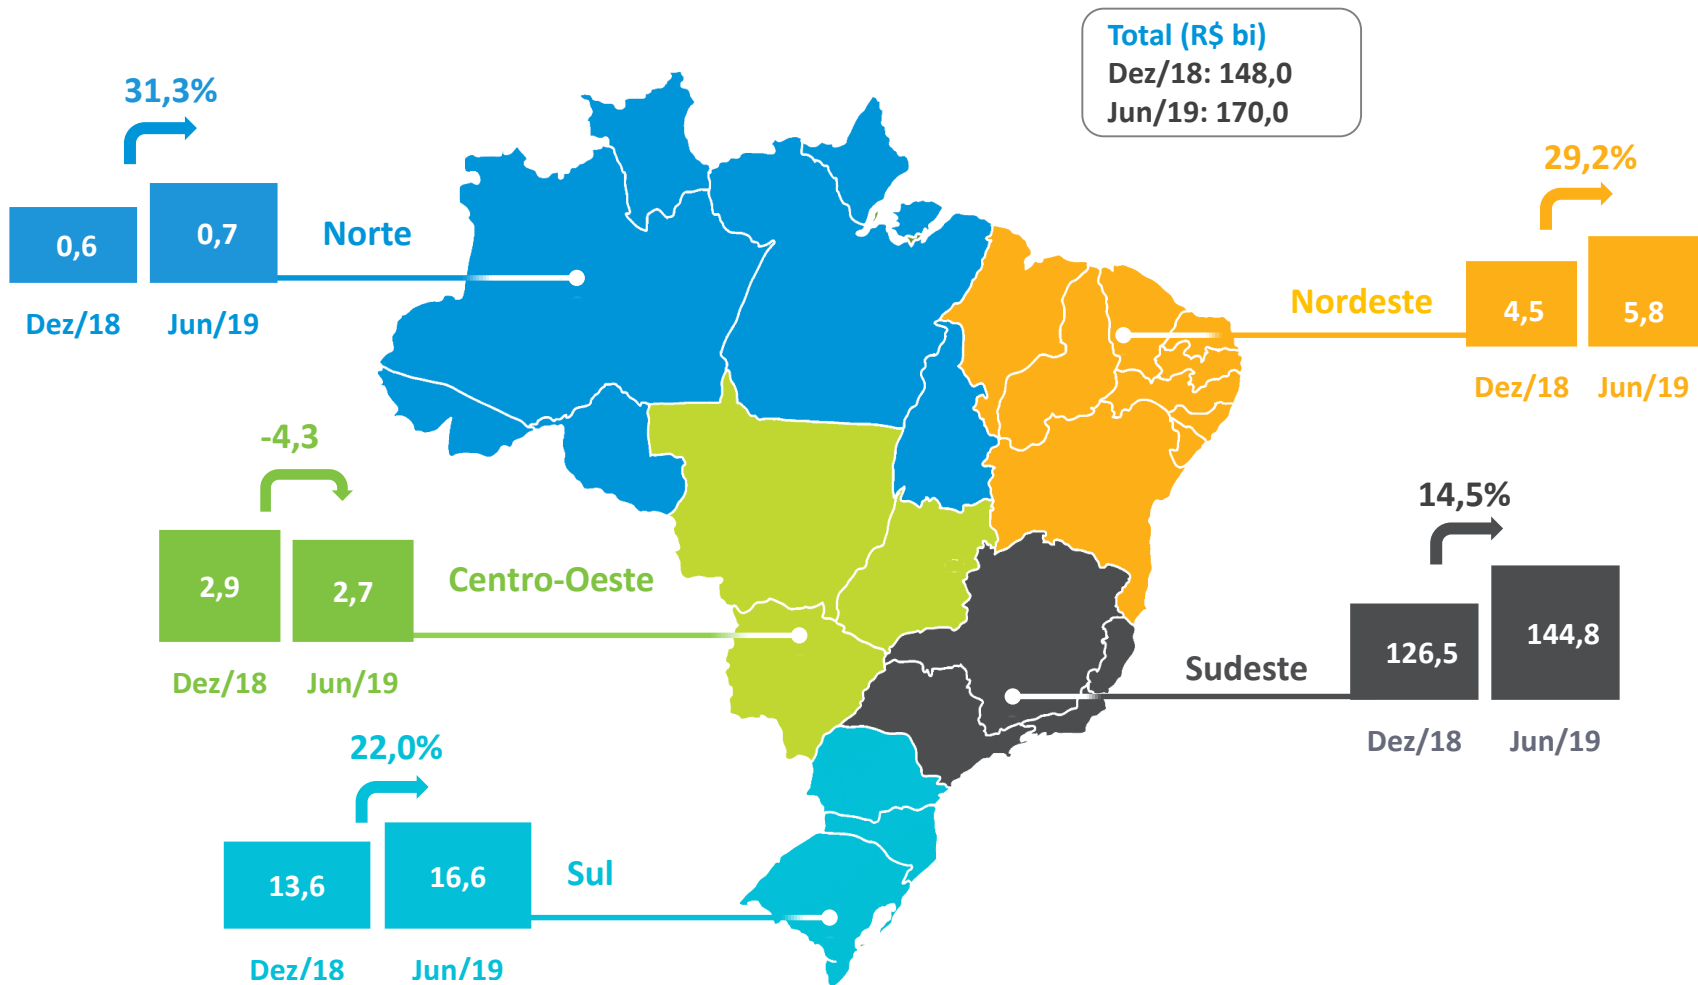 Total (R$ bi)
Dez/18: 148,0
Jun/19: 170,0
31,3%
0,6
0,7
Dez/18
Jun/19
Norte
29,2%
Nordeste
4,5
5,8
Dez/18
Jun/19
-4,3
2,9
2,7
Dez/18
Jun/19
Centro-Oeste
14,5%
Sudeste
126,5
144,8
Dez/18
Jun/19
22,0%
13,6
16,6
Dez/18
Jun/19
Sul